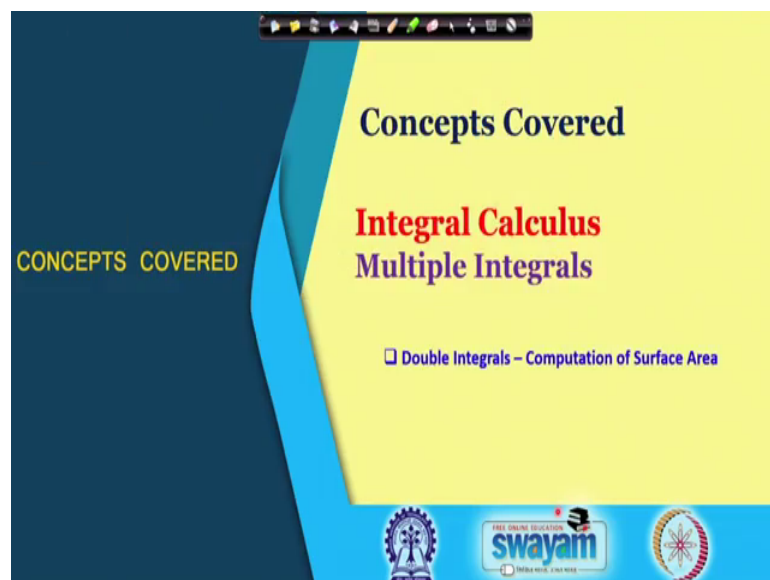 Concepts Covered
Integral Calculus
CONCEPTS COVERED
Multiple Integrals
Double Integrals – Computation of Surface Area
FREE ONLINE EDUCATION
swayam